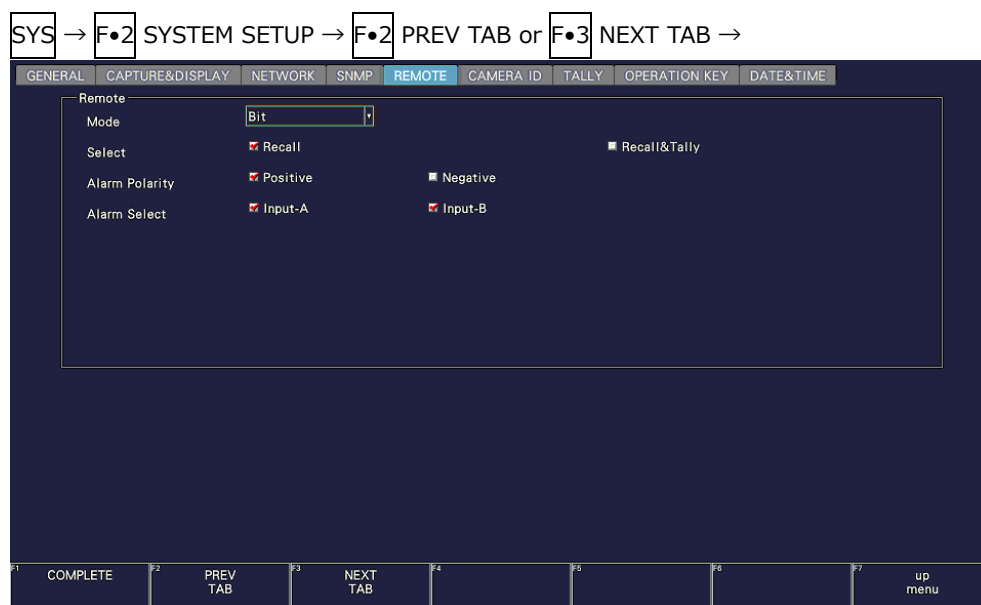 SYS → F•2 SYSTEM SETUP → F•2 PREV TAB or F•3 NEXT TAB →
GENERAL CAPTURE&DISPLAY NETWORK SNMP REMOTE CAMERA ID TALLY OPERATION KEY DATE&TIME
Remote
Mode Bit
Select Recall Recall&Tally
Alarm Polarity Positive Negative
Alarm Select Input-A Input-B
F1 COMPLETE F2 PREV TAB F3 NEXT TAB F4 F5 F6 F7 up menu